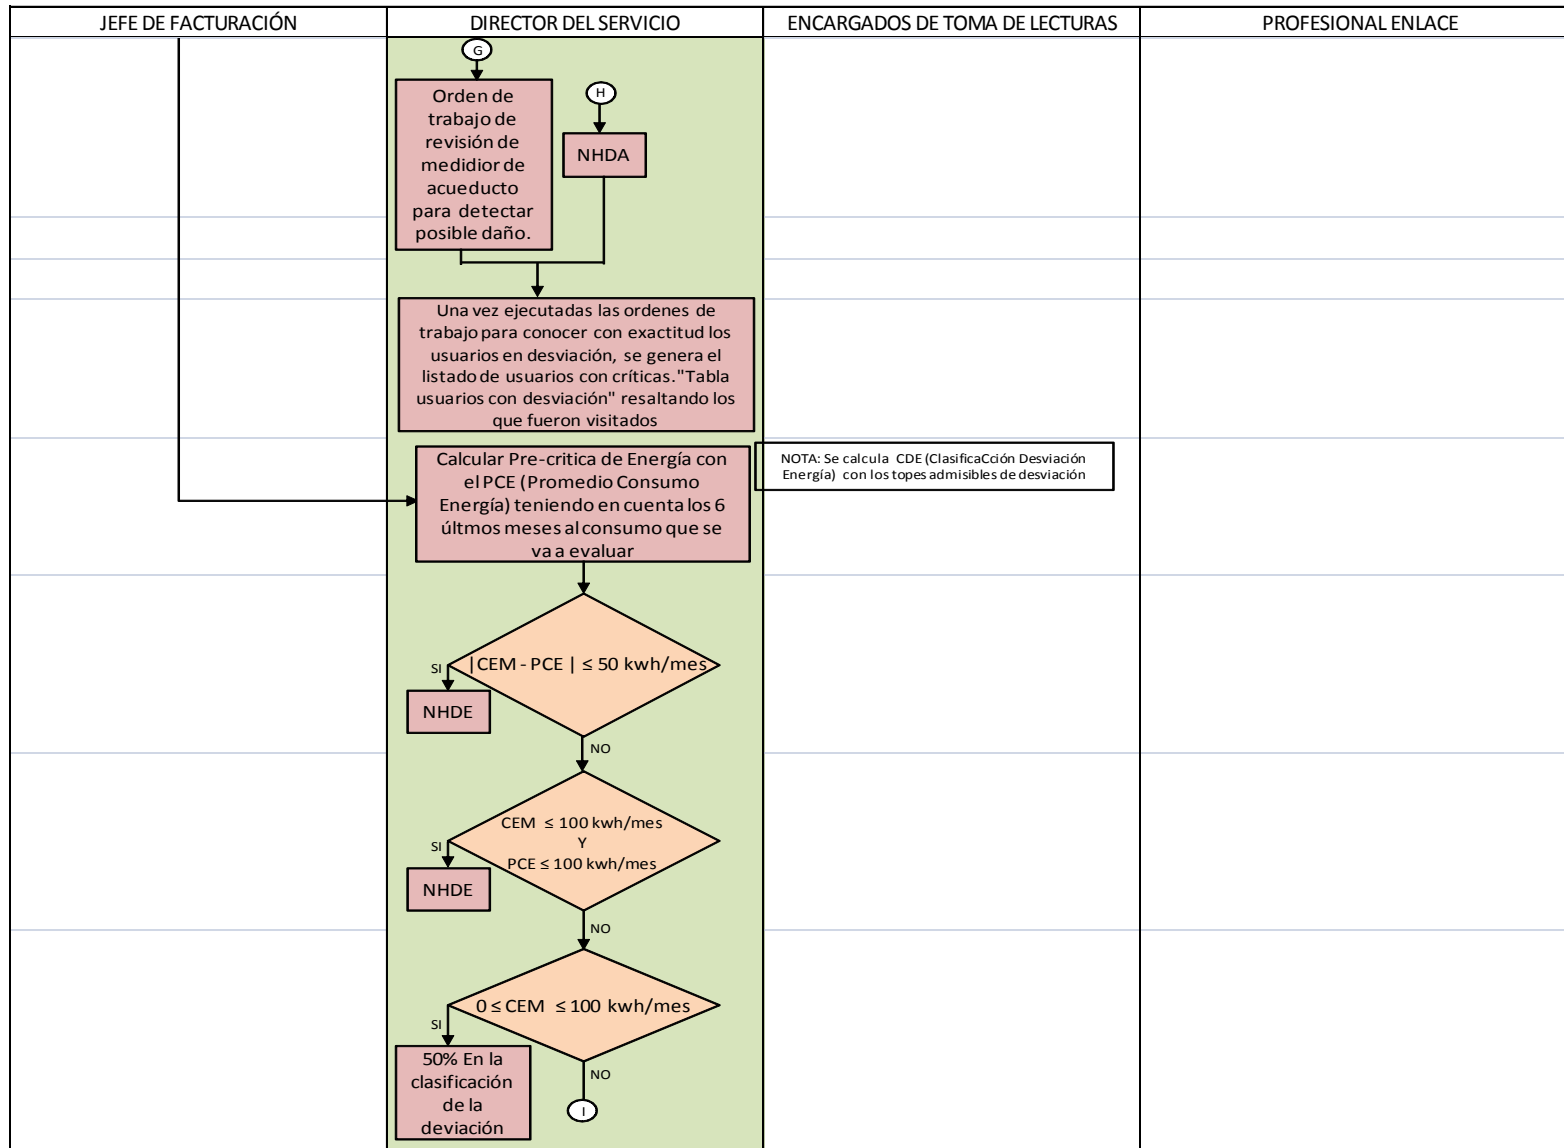 JEFE DE FACTURACIÓN
DIRECTOR DEL SERVICIO
ENCARGADOS DE TOMA DE LECTURAS
PROFESIONAL ENLACE
G
Orden de
trabajo de
revisión de
medidior de
acueducto
para detectar
posible daño.
H
NHDA
Una vez ejecutadas las ordenes de
trabajo para conocer con exactitud los
usuarios en desviación, se genera el
listado de usuarios con críticas. "Tabla
usuarios con desviación" resaltando los
que fueron visitados
Calcular Pre-critica de Energía con
el PCE (Promedio Consumo
Energía) teniendo en cuenta los 6
últmos meses al consumo que se
va a evaluar
NOTA: Se calcula CDE (ClasificaCción Desviación
Energía) con los topes admisibles de desviación
|CEM - PCE | ≤ 50 kwh/mes
SI
NHDE
NO
CEM ≤ 100 kwh/mes
Y
PCE ≤ 100 kwh/mes
SI
NHDE
NO
0 ≤ CEM ≤ 100 kwh/mes
SI
50% En la
clasificación
de la
deviación
NO
I